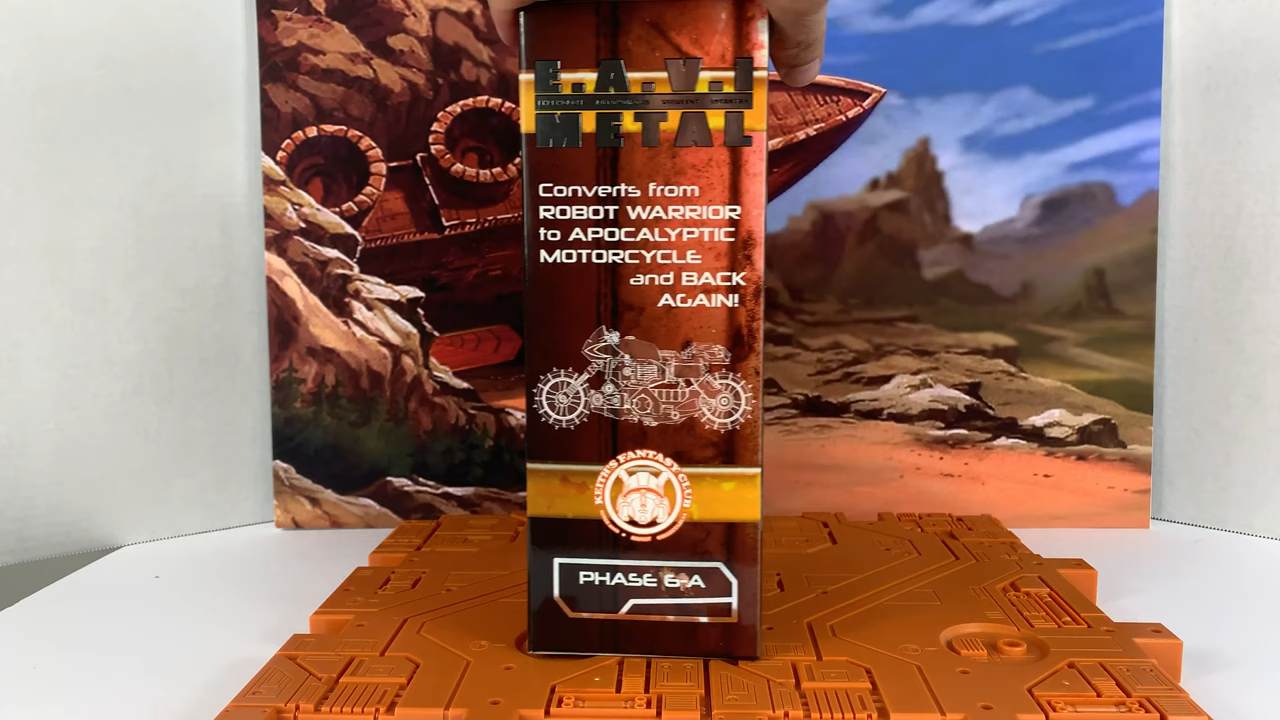 E.A.V.I
METAL
Converts from
ROBOT WARRIOR
to APOCALYPTIC
MOTORCYCLE
and BACK
AGAIN!
KEITH'S FANTASY CLUB
PHASE 6-A